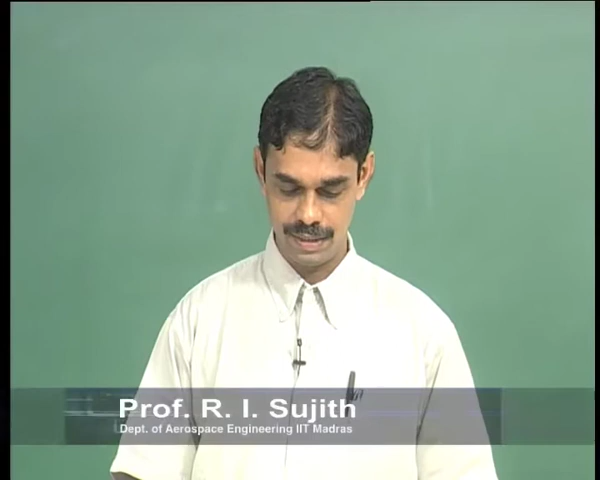 Prof. R. I. Sujith
Dept. of Aerospace Engineering IIT Madras